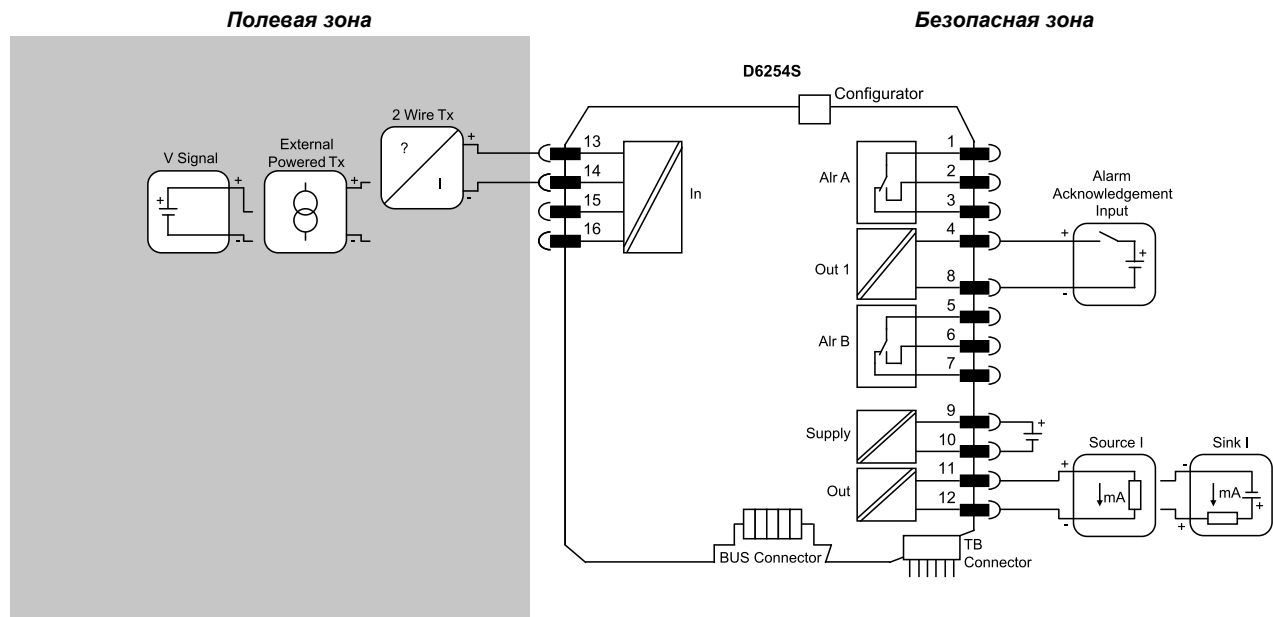 Полевая зона
Безопасная зона
D6254S
Configurator
2 Wire Tx
External
Powered Tx
V Signal
+
-
+
-
+
?
I
+
-
13
14
15
16
In
Alr A
1
2
3
Out 1
4
8
Alr B
5
6
7
Supply
9
10
Out
11
12
Alarm
Acknowledgement
Input
+
-
+
+
Source I
+
-
mA
Sink I
-
+
mA
+
BUS Connector
TB
Connector